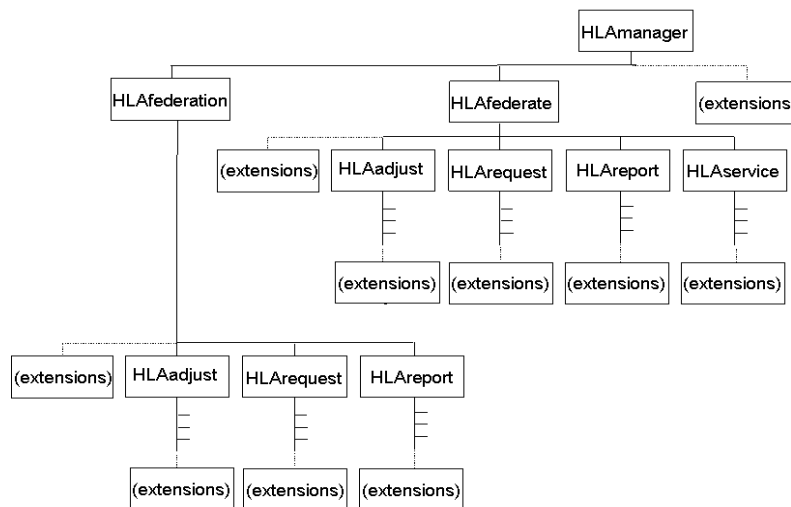 HLAmanager
HLAfederation
HLAfederate
(extensions)
(extensions)
HLAadjust
HLArequest
HLAreport
HLAservice
(extensions)
(extensions)
(extensions)
(extensions)
(extensions)
HLAadjust
HLArequest
HLAreport
(extensions)
(extensions)
(extensions)